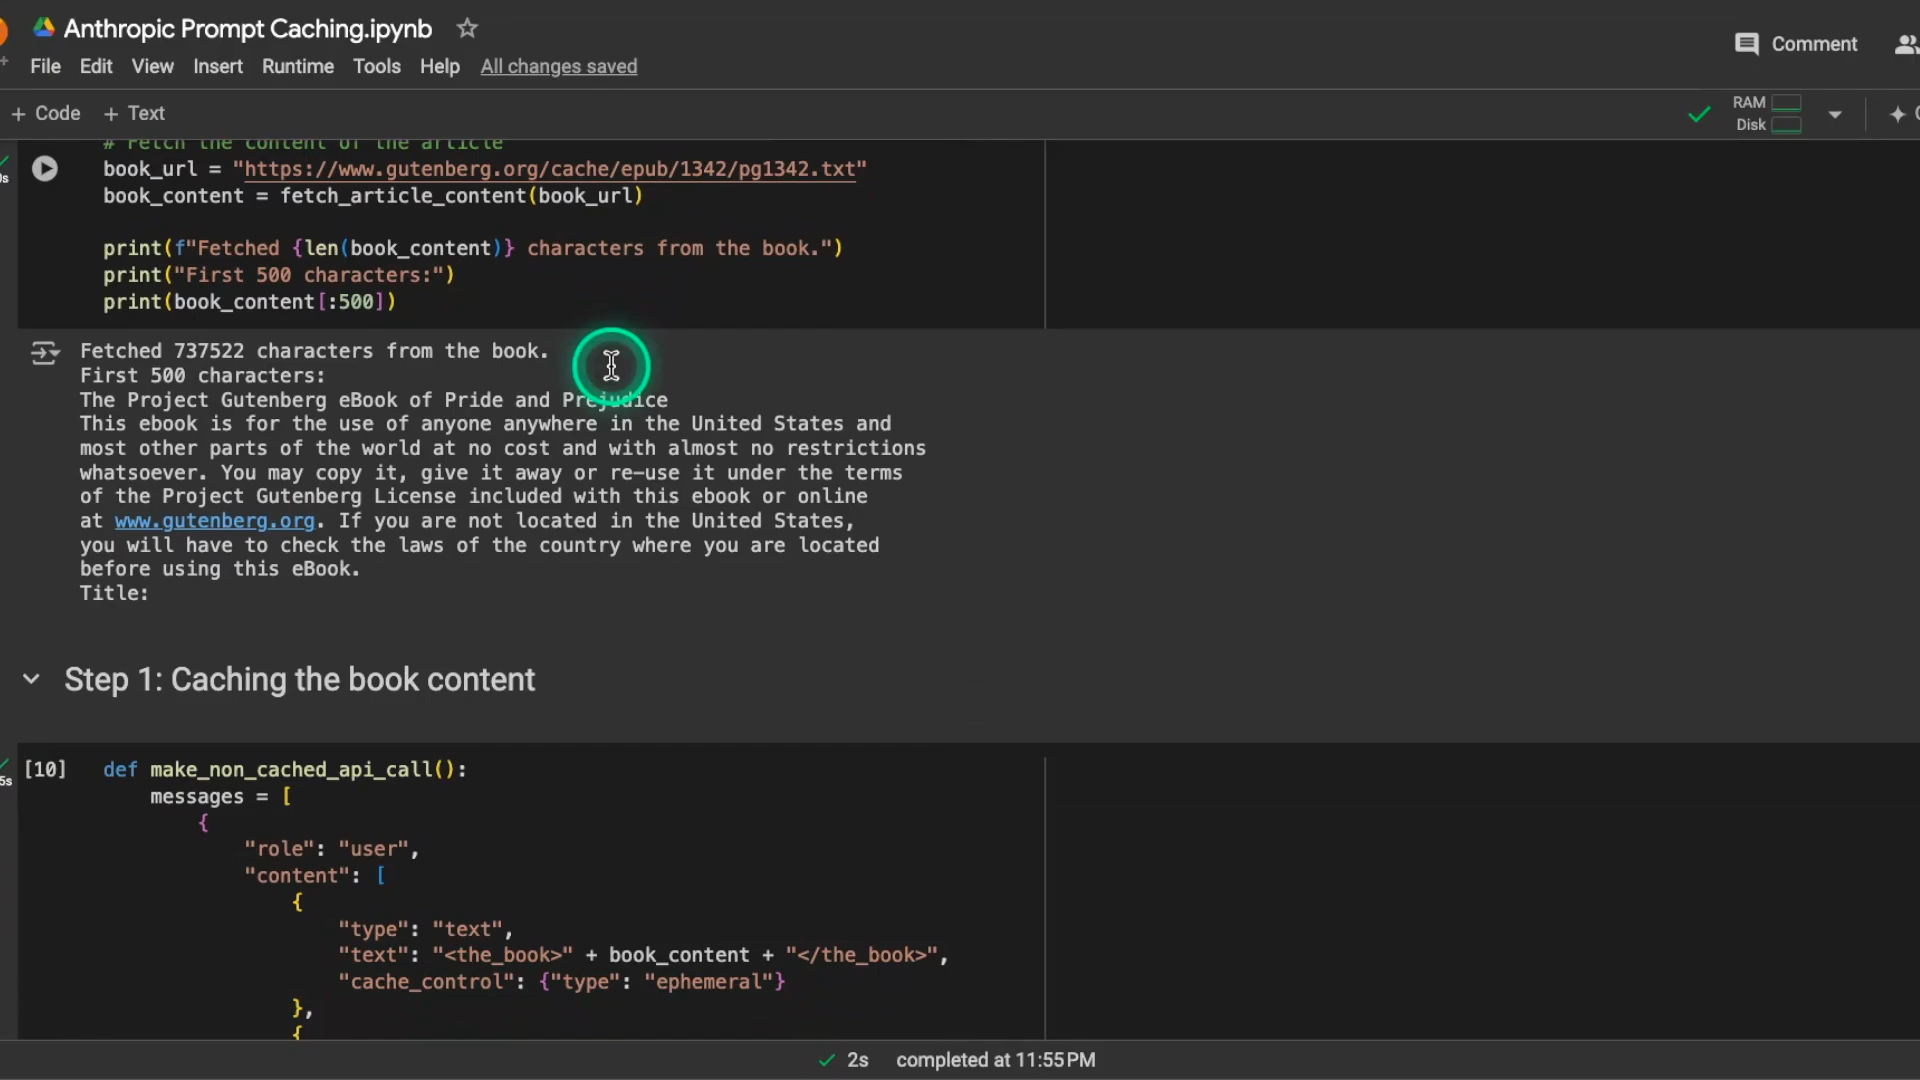 Anthropic Prompt Caching.ipynb
Comment
File Edit View Insert Runtime Tools Help All changes saved
+ Code + Text
RAM
Disk
# Fetch the content of the article
book_url = "https://www.gutenberg.org/cache/epub/1342/pg1342.txt"
book_content = fetch_article_content(book_url)
print(f"Fetched {len(book_content)} characters from the book.")
print("First 500 characters:")
print(book_content[:500])
Fetched 737522 characters from the book.
First 500 characters:
The Project Gutenberg eBook of Pride and Prejudice
This ebook is for the use of anyone anywhere in the United States and
most other parts of the world at no cost and with almost no restrictions
whatsoever. You may copy it, give it away or re-use it under the terms
of the Project Gutenberg License included with this ebook or online
at www.gutenberg.org. If you are not located in the United States,
you will have to check the laws of the country where you are located
before using this eBook.
Title:
Step 1: Caching the book content
[10] def make_non_cached_api_call():
messages = [
{
"role": "user",
"content": [
{
"type": "text",
"text": "<the_book>" + book_content + "</the_book>",
"cache_control": {"type": "ephemeral"}
},
{
2s completed at 11:55 PM